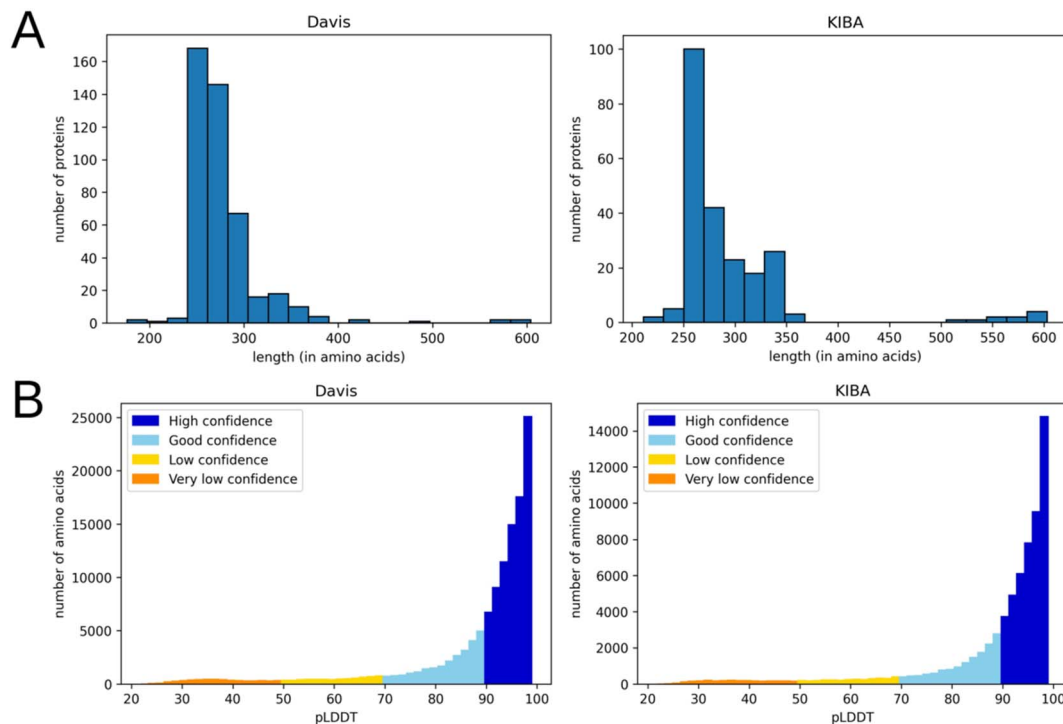 A
Davis
number of proteins
160
140
120
100
80
60
40
20
0
200 300 400 500 600
length (in amino acids)
KIBA
number of proteins
100
80
60
40
20
0
200 250 300 350 400 450 500 550 600
length (in amino acids)
B
Davis
number of amino acids
25000
20000
15000
10000
5000
0
High confidence
Good confidence
Low confidence
Very low confidence
20 30 40 50 60 70 80 90 100
pLDDT
KIBA
number of amino acids
14000
12000
10000
8000
6000
4000
2000
0
High confidence
Good confidence
Low confidence
Very low confidence
20 30 40 50 60 70 80 90 100
pLDDT